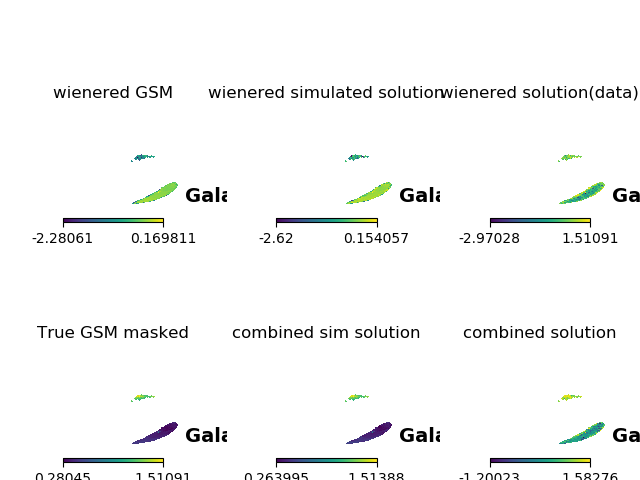 wienered GSM
wienered simulated solution
wienered solution(data)
Gala
Gala
Ga
-2.28061 0.169811
-2.62 0.154057
-2.97028 1.51091
True GSM masked
combined sim solution
combined solution
Gala
Gala
Ga
0.28045 1.51091
0.263995 1.51388
-1.20023 1.58276